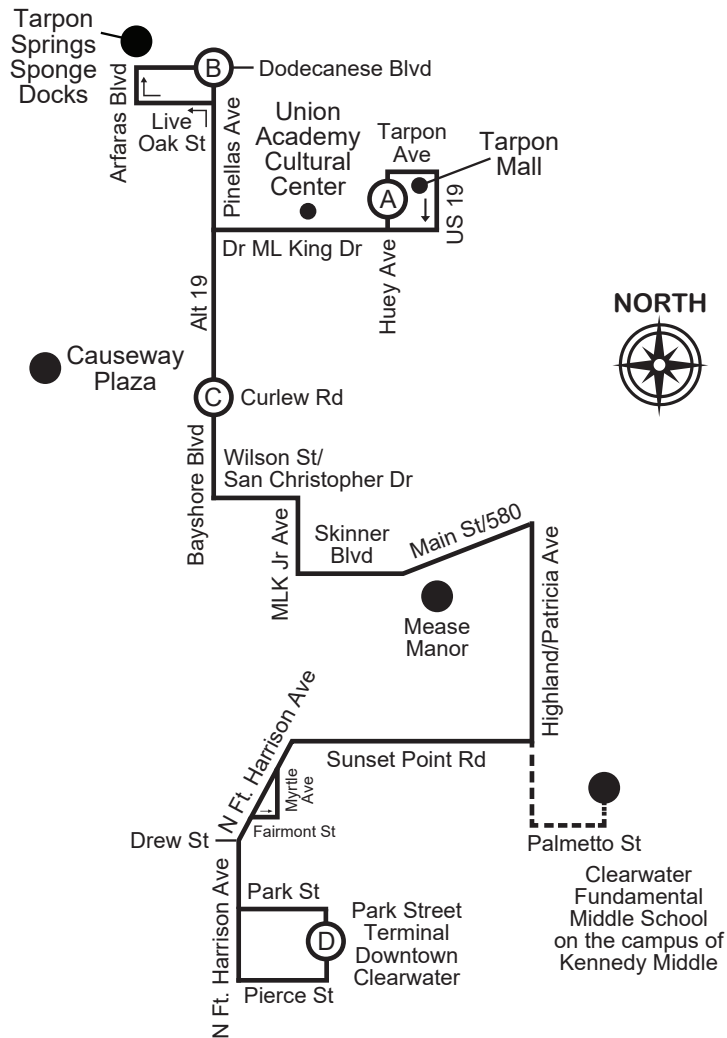 Tarpon
Springs
Sponge
Docks
Arfaras Blvd
B
Dodecanese Blvd
Live
Oak St
Pinellas Ave
Union
Academy
Cultural
Center
Tarpon
Ave
Tarpon
Mall
A
US 19
Dr ML King Dr
Huey Ave
Alt 19
NORTH
Causeway
Plaza
C
Curlew Rd
Bayshore Blvd
Wilson St/
San Christopher Dr
MLK Jr Ave
Skinner
Blvd
Main St/580
Highland/Patricia Ave
Mease
Manor
N Ft. Harrison Ave
Sunset Point Rd
Myrtle
Ave
Fairmont St
Drew St
Palmetto St
Clearwater
Fundamental
Middle School
on the campus of
Kennedy Middle
N Ft. Harrison Ave
Park St
D
Park Street
Terminal
Downtown
Clearwater
Pierce St